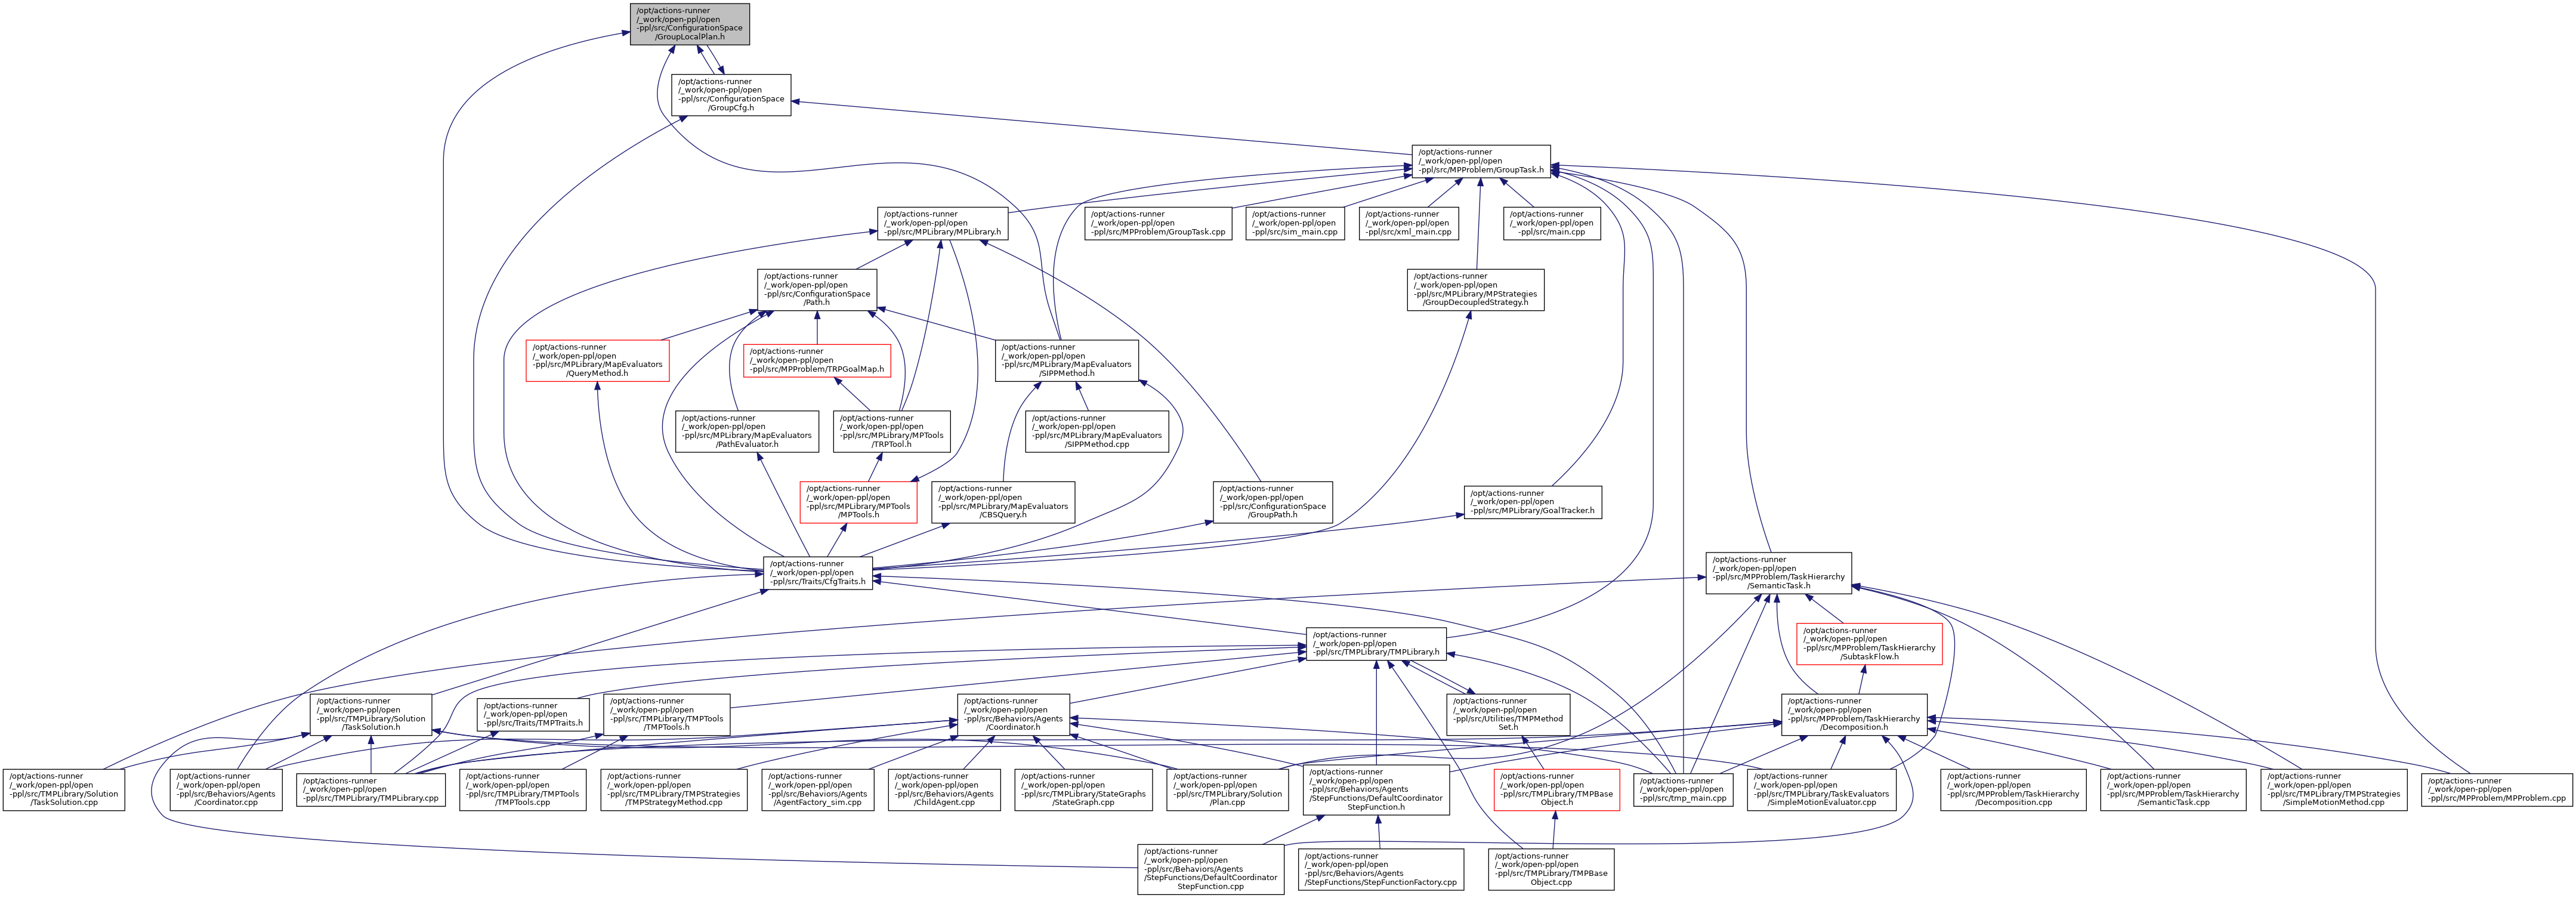 /opt/actions-runner
/_work/open-ppl/open
-ppl/src/ConfigurationSpace
/GroupLocalPlan.h
/opt/actions-runner
/_work/open-ppl/open
-ppl/src/ConfigurationSpace
/GroupCfg.h
/opt/actions-runner
/_work/open-ppl/open
-ppl/src/MPProblem/GroupTask.h
/opt/actions-runner
/_work/open-ppl/open
-ppl/src/MPLibrary/MPLibrary.h
/opt/actions-runner
/_work/open-ppl/open
-ppl/src/MPProblem/GroupTask.cpp
/opt/actions-runner
/_work/open-ppl/open
-ppl/src/sim_main.cpp
/opt/actions-runner
/_work/open-ppl/open
-ppl/src/xml_main.cpp
/opt/actions-runner
/_work/open-ppl/open
-ppl/src/main.cpp
/opt/actions-runner
/_work/open-ppl/open
-ppl/src/ConfigurationSpace
/Path.h
/opt/actions-runner
/_work/open-ppl/open
-ppl/src/MPLibrary/MPStrategies
/GroupDecoupledStrategy.h
/opt/actions-runner
/_work/open-ppl/open
-ppl/src/MPLibrary/MapEvaluators
/QueryMethod.h
/opt/actions-runner
/_work/open-ppl/open
-ppl/src/MPProblem/TRPGoalMap.h
/opt/actions-runner
/_work/open-ppl/open
-ppl/src/MPLibrary/MapEvaluators
/SIPPMethod.h
/opt/actions-runner
/_work/open-ppl/open
-ppl/src/MPLibrary/MapEvaluators
/PathEvaluator.h
/opt/actions-runner
/_work/open-ppl/open
-ppl/src/MPLibrary/MPTools
/TRPTool.h
/opt/actions-runner
/_work/open-ppl/open
-ppl/src/MPLibrary/MapEvaluators
/SIPPMethod.cpp
/opt/actions-runner
/_work/open-ppl/open
-ppl/src/MPLibrary/MPTools
/MPTools.h
/opt/actions-runner
/_work/open-ppl/open
-ppl/src/MPLibrary/MapEvaluators
/CBSQuery.h
/opt/actions-runner
/_work/open-ppl/open
-ppl/src/ConfigurationSpace
/GroupPath.h
/opt/actions-runner
/_work/open-ppl/open
-ppl/src/MPLibrary/GoalTracker.h
/opt/actions-runner
/_work/open-ppl/open
-ppl/src/Traits/CfgTraits.h
/opt/actions-runner
/_work/open-ppl/open
-ppl/src/MPProblem/TaskHierarchy
/SemanticTask.h
/opt/actions-runner
/_work/open-ppl/open
-ppl/src/TMPLibrary/TMPLibrary.h
/opt/actions-runner
/_work/open-ppl/open
-ppl/src/MPProblem/TaskHierarchy
/SubtaskFlow.h
/opt/actions-runner
/_work/open-ppl/open
-ppl/src/TMPLibrary/Solution
/TaskSolution.h
/opt/actions-runner
/_work/open-ppl/open
-ppl/src/Traits/TMPTraits.h
/opt/actions-runner
/_work/open-ppl/open
-ppl/src/TMPLibrary/TMPTools
/TMPTools.h
/opt/actions-runner
/_work/open-ppl/open
-ppl/src/Behaviors/Agents
/Coordinator.h
/opt/actions-runner
/_work/open-ppl/open
-ppl/src/Utilities/TMPMethod
Set.h
/opt/actions-runner
/_work/open-ppl/open
-ppl/src/MPProblem/TaskHierarchy
/Decomposition.h
/opt/actions-runner
/_work/open-ppl/open
-ppl/src/TMPLibrary/Solution
/TaskSolution.cpp
/opt/actions-runner
/_work/open-ppl/open
-ppl/src/Behaviors/Agents
/Coordinator.cpp
/opt/actions-runner
/_work/open-ppl/open
-ppl/src/TMPLibrary/TMPLibrary.cpp
/opt/actions-runner
/_work/open-ppl/open
-ppl/src/TMPLibrary/TMPTools
/TMPTools.cpp
/opt/actions-runner
/_work/open-ppl/open
-ppl/src/TMPLibrary/TMPStrategies
/TMPStrategyMethod.cpp
/opt/actions-runner
/_work/open-ppl/open
-ppl/src/Behaviors/Agents
/AgentFactory_sim.cpp
/opt/actions-runner
/_work/open-ppl/open
-ppl/src/Behaviors/Agents
/ChildAgent.cpp
/opt/actions-runner
/_work/open-ppl/open
-ppl/src/TMPLibrary/StateGraphs
/StateGraph.cpp
/opt/actions-runner
/_work/open-ppl/open
-ppl/src/TMPLibrary/Solution
/Plan.cpp
/opt/actions-runner
/_work/open-ppl/open
-ppl/src/Behaviors/Agents
/StepFunctions/DefaultCoordinator
StepFunction.h
/opt/actions-runner
/_work/open-ppl/open
-ppl/src/TMPLibrary/TMPBase
Object.h
/opt/actions-runner
/_work/open-ppl/open
-ppl/src/tmp_main.cpp
/opt/actions-runner
/_work/open-ppl/open
-ppl/src/TMPLibrary/TaskEvaluators
/SimpleMotionEvaluator.cpp
/opt/actions-runner
/_work/open-ppl/open
-ppl/src/MPProblem/TaskHierarchy
/Decomposition.cpp
/opt/actions-runner
/_work/open-ppl/open
-ppl/src/MPProblem/TaskHierarchy
/SemanticTask.cpp
/opt/actions-runner
/_work/open-ppl/open
-ppl/src/TMPLibrary/TMPStrategies
/SimpleMotionMethod.cpp
/opt/actions-runner
/_work/open-ppl/open
-ppl/src/MPProblem/MPProblem.cpp
/opt/actions-runner
/_work/open-ppl/open
-ppl/src/Behaviors/Agents
/StepFunctions/DefaultCoordinator
StepFunction.cpp
/opt/actions-runner
/_work/open-ppl/open
-ppl/src/Behaviors/Agents
/StepFunctions/StepFunctionFactory.cpp
/opt/actions-runner
/_work/open-ppl/open
-ppl/src/TMPLibrary/TMPBase
Object.cpp